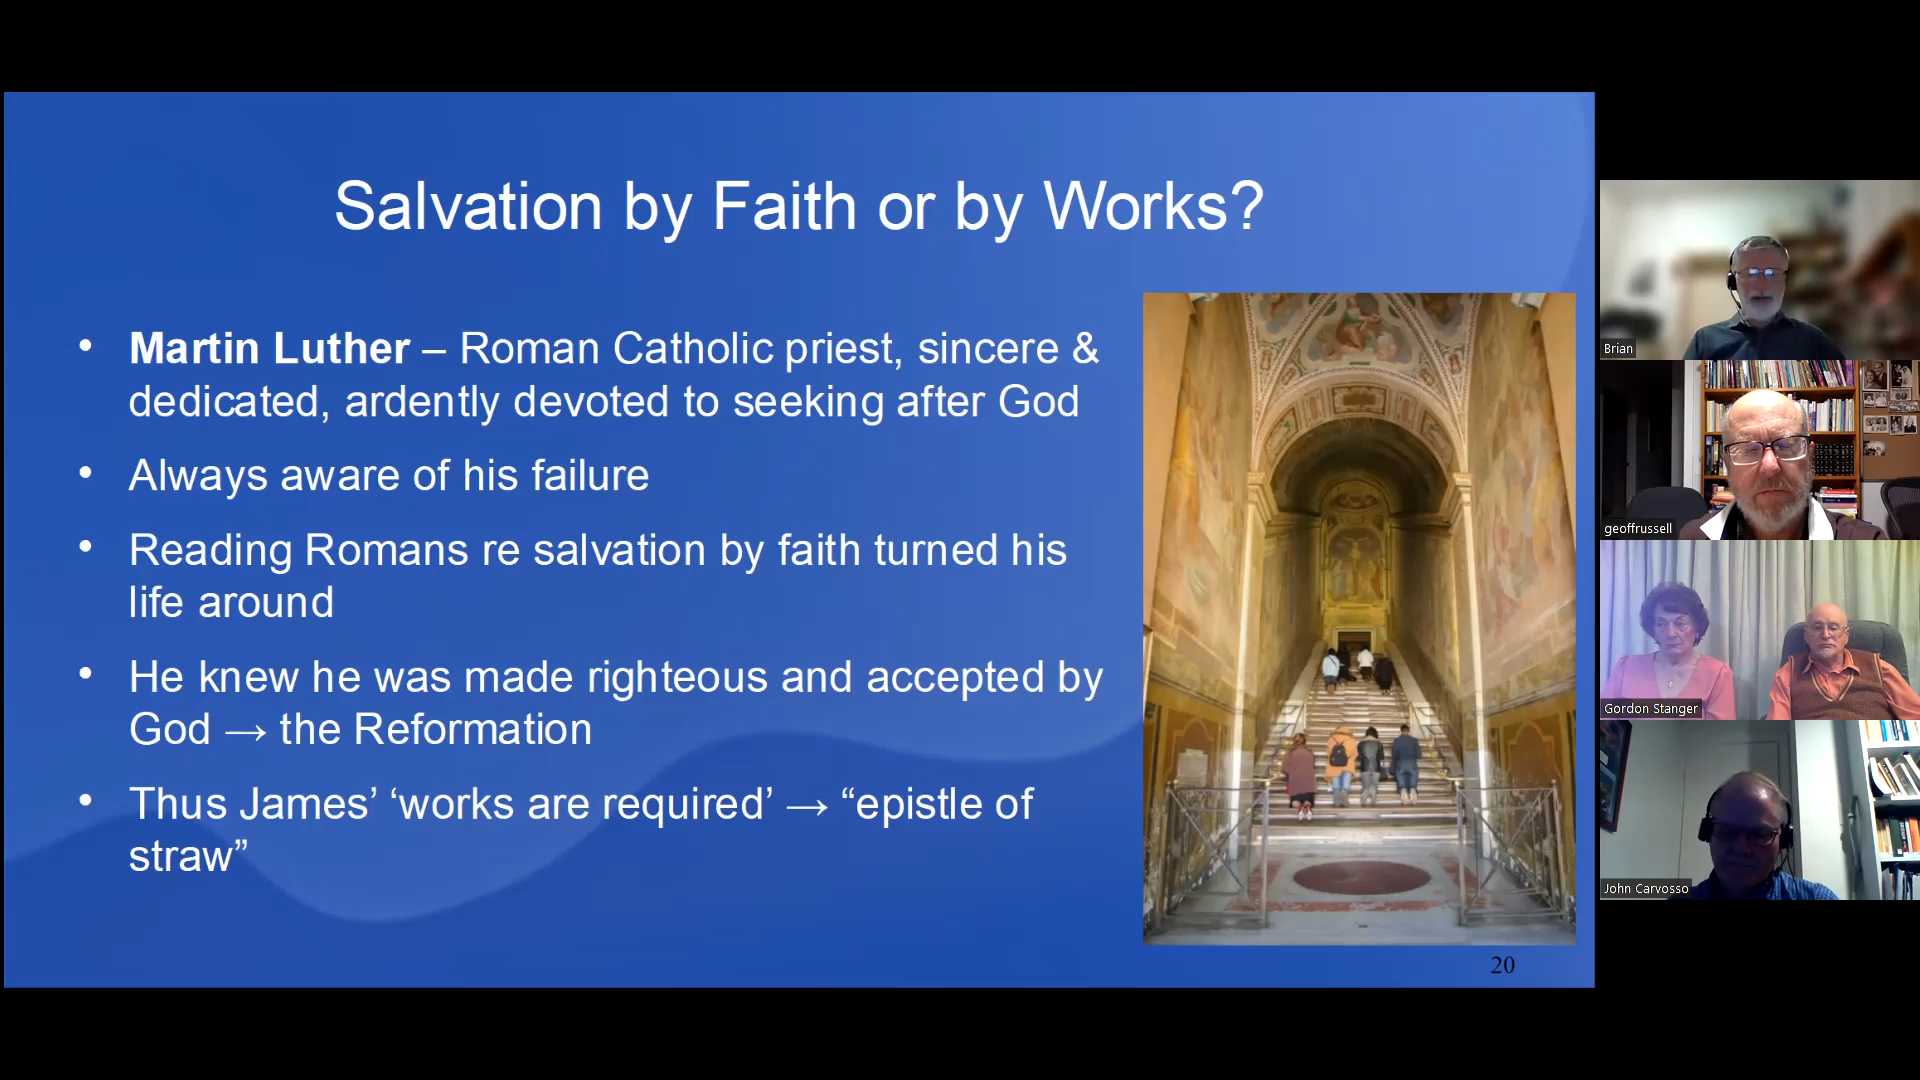 Salvation by Faith or by Works?
• Martin Luther – Roman Catholic priest, sincere &
dedicated, ardently devoted to seeking after God
• Always aware of his failure
• Reading Romans re salvation by faith turned his
life around
• He knew he was made righteous and accepted by
God → the Reformation
• Thus James’ ‘works are required’ → “epistle of
straw”
20
Brian
geoffrussell
Gordon Stanger
John Carvosso